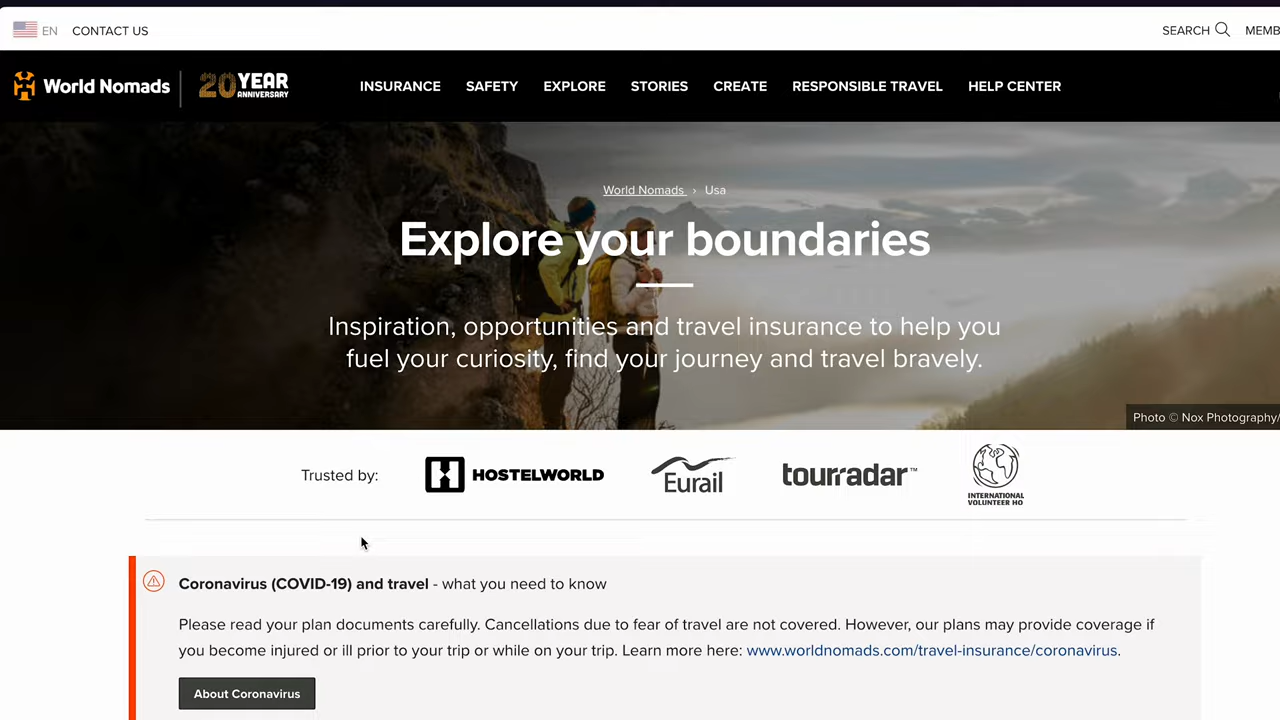 EN CONTACT US
SEARCH
World Nomads 20 YEAR ANNIVERSARY
INSURANCE SAFETY EXPLORE STORIES CREATE RESPONSIBLE TRAVEL HELP CENTER
World Nomads › Usa
Explore your boundaries
Inspiration, opportunities and travel insurance to help you
fuel your curiosity, find your journey and travel bravely.
Photo © Nox Photography/
Trusted by: HOSTELWORLD Eurail tourradar™ INTERNATIONAL
VOLUNTEER HQ
Coronavirus (COVID-19) and travel - what you need to know
Please read your plan documents carefully. Cancellations due to fear of travel are not covered. However, our plans may provide coverage if
you become injured or ill prior to your trip or while on your trip. Learn more here: www.worldnomads.com/travel-insurance/coronavirus.
About Coronavirus